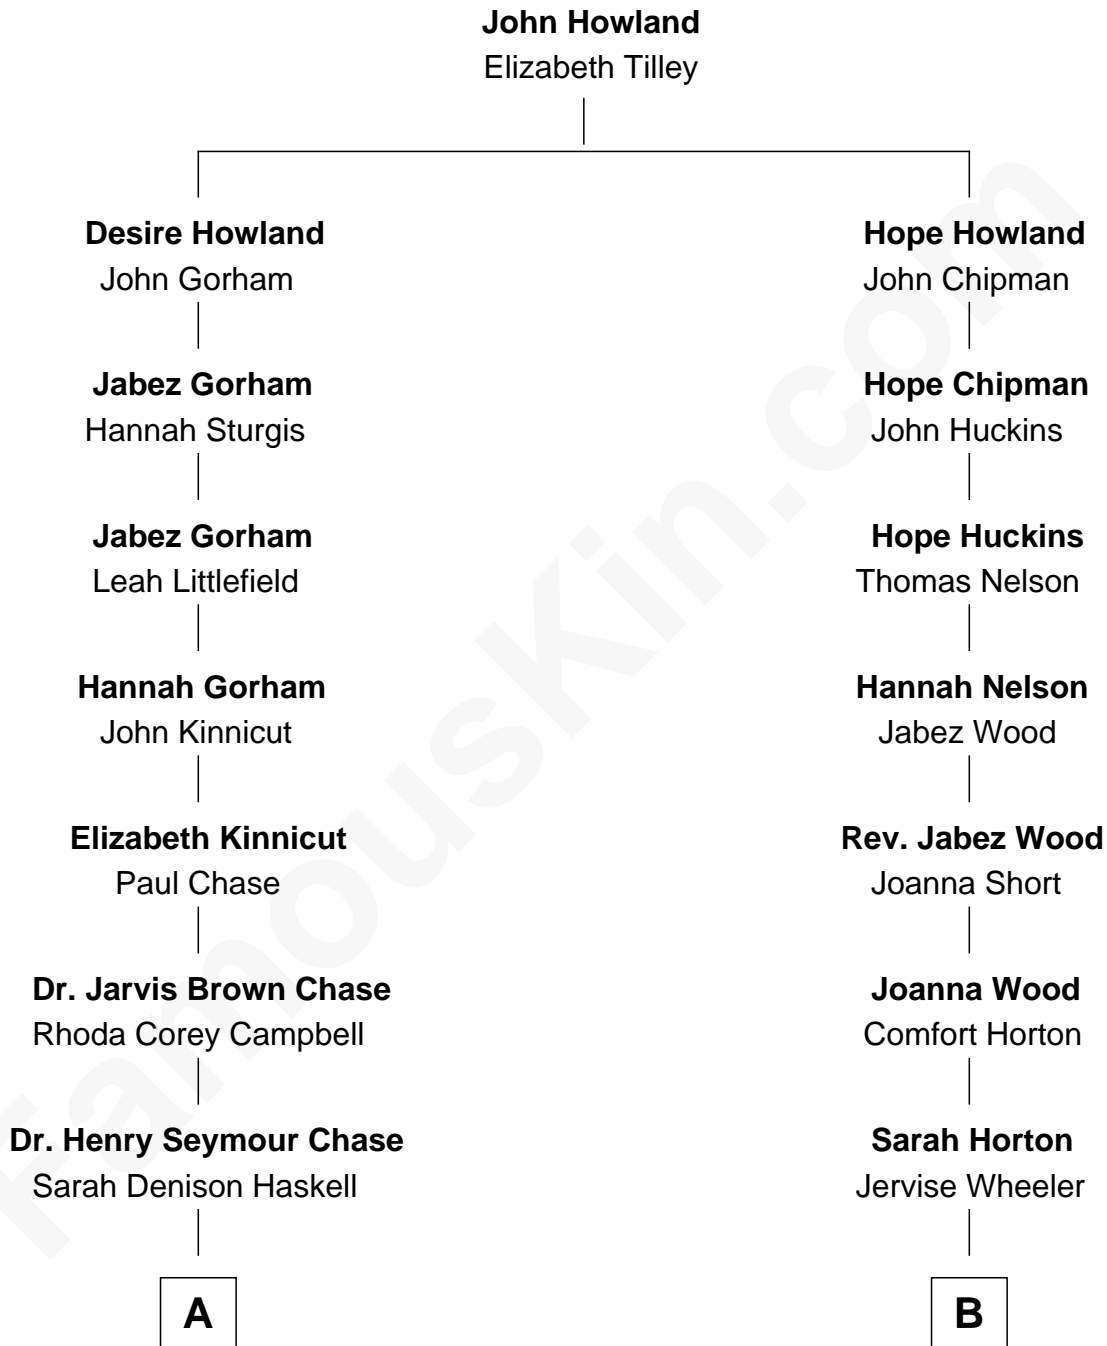 John Howland
Elizabeth Tilley
Desire Howland
John Gorham
Hope Howland
John Chipman
Jabez Gorham
Hannah Sturgis
Hope Chipman
John Huckins
Jabez Gorham
Leah Littlefield
Hope Huckins
Thomas Nelson
Hannah Gorham
John Kinnicut
Hannah Nelson
Jabez Wood
Elizabeth Kinnicut
Paul Chase
Rev. Jabez Wood
Joanna Short
Dr. Jarvis Brown Chase
Rhoda Corey Campbell
Joanna Wood
Comfort Horton
Dr. Henry Seymour Chase
Sarah Denison Haskell
Sarah Horton
Jervise Wheeler
A
B
FamousKin.com